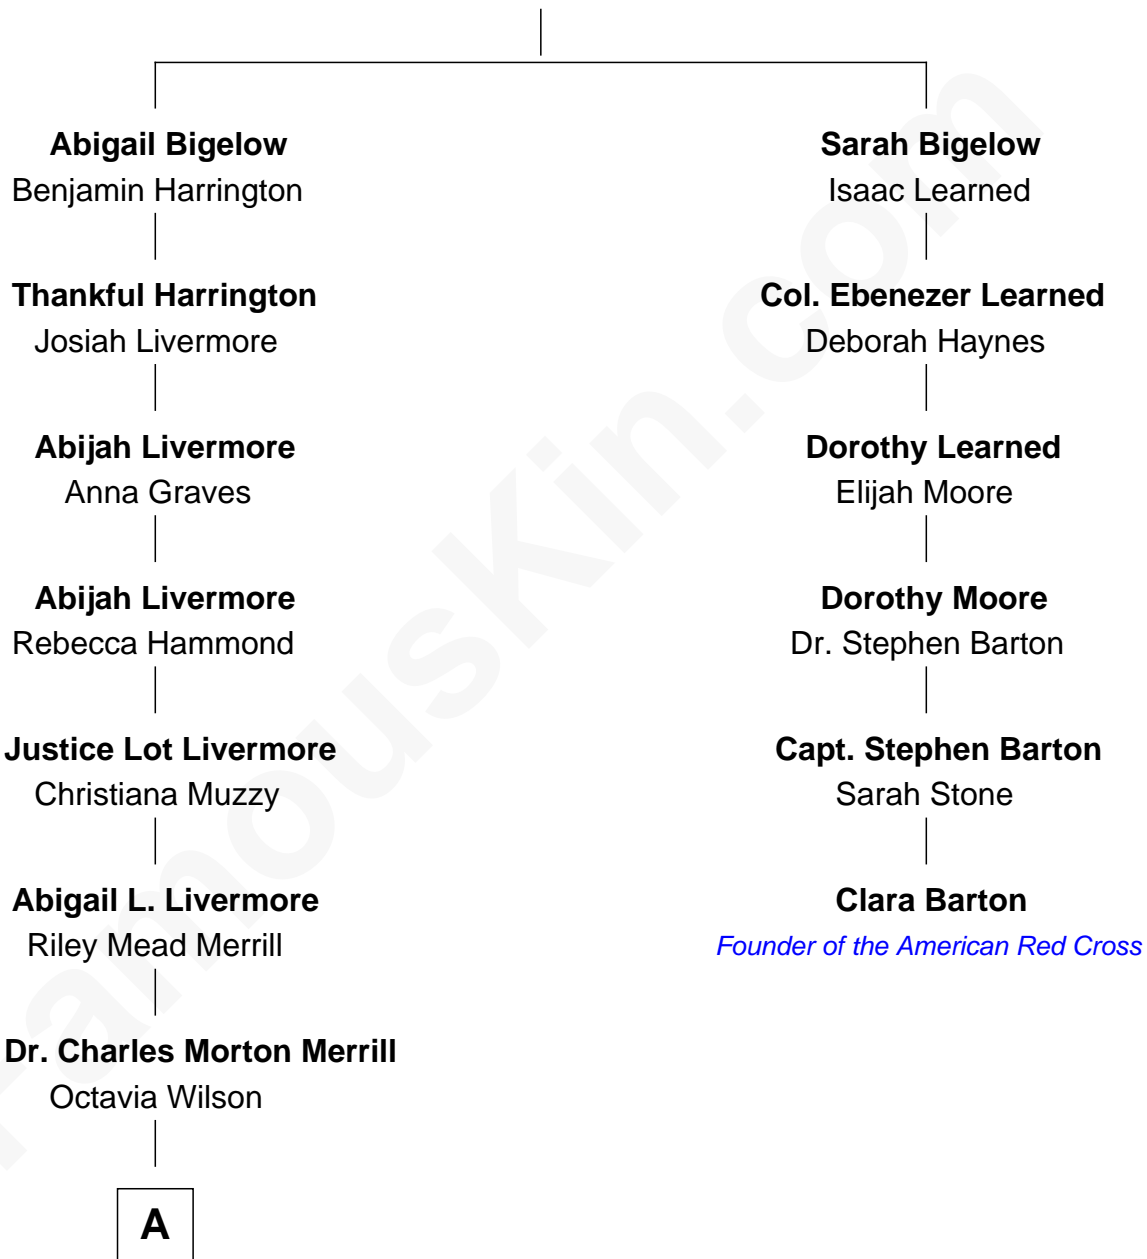 Abigail Bigelow
Benjamin Harrington
Thankful Harrington
Josiah Livermore
Abijah Livermore
Anna Graves
Abijah Livermore
Rebecca Hammond
Justice Lot Livermore
Christiana Muzzy
Abigail L. Livermore
Riley Mead Merrill
Dr. Charles Morton Merrill
Octavia Wilson
A
Sarah Bigelow
Isaac Learned
Col. Ebenezer Learned
Deborah Haynes
Dorothy Learned
Elijah Moore
Dorothy Moore
Dr. Stephen Barton
Capt. Stephen Barton
Sarah Stone
Clara Barton
Founder of the American Red Cross
FamousKin.com